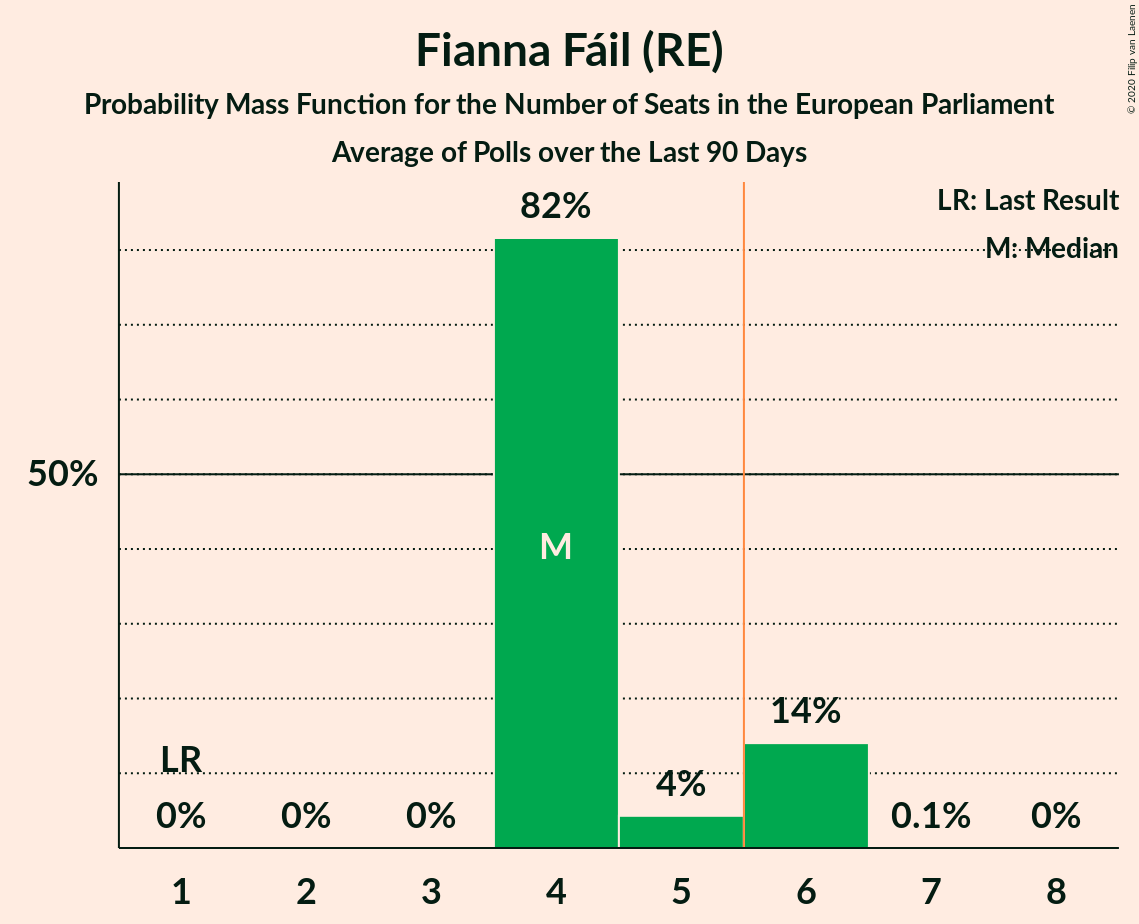 Fianna Fáil (RE)
Probability Mass Function for the Number of Seats in the European Parliament
Average of Polls over the Last 90 Days
© 2020 Filip van Laenen
LR: Last Result
M: Median
82%
50%
M
14%
LR
4%
0% 0% 0% 0.1% 0%
1 2 3 4 5 6 7 8